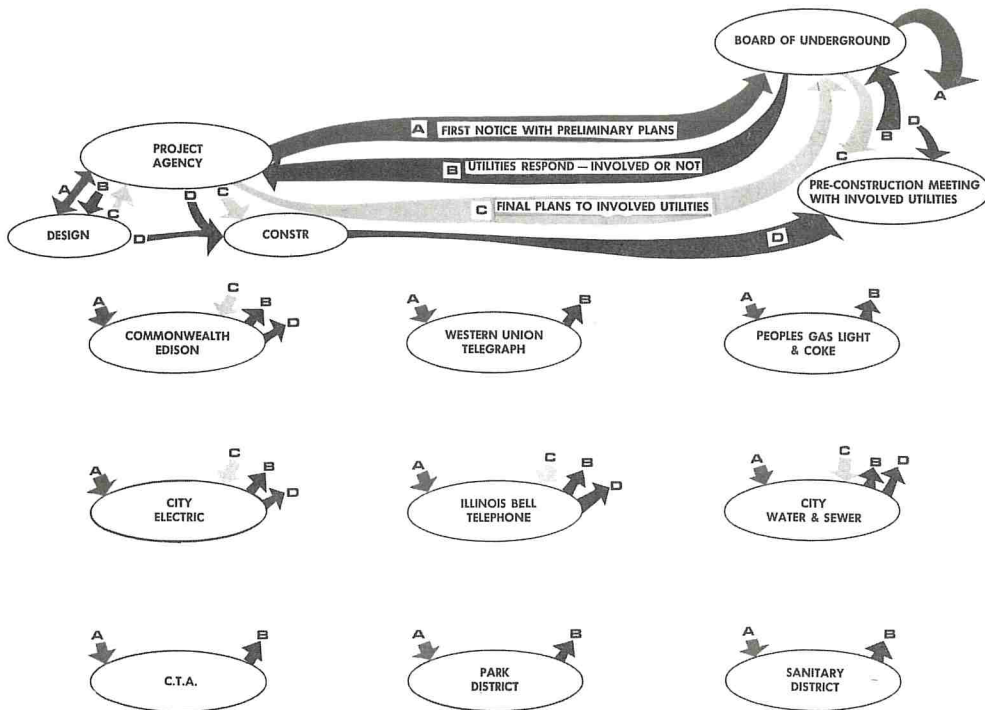 BOARD OF UNDERGROUND
A
A FIRST NOTICE WITH PRELIMINARY PLANS
B
D
PROJECT
AGENCY
B UTILITIES RESPOND — INVOLVED OR NOT
C
PRE-CONSTRUCTION MEETING
WITH INVOLVED UTILITIES
A
B
C
D
C
C FINAL PLANS TO INVOLVED UTILITIES
DESIGN
D
CONSTR
D
A
C
B
D
COMMONWEALTH
EDISON
A
B
WESTERN UNION
TELEGRAPH
A
B
PEOPLES GAS LIGHT
& COKE
A
C
B
D
CITY
ELECTRIC
A
C
B
D
ILLINOIS BELL
TELEPHONE
A
C
B
D
CITY
WATER & SEWER
A
B
C.T.A.
A
B
PARK
DISTRICT
A
B
SANITARY
DISTRICT